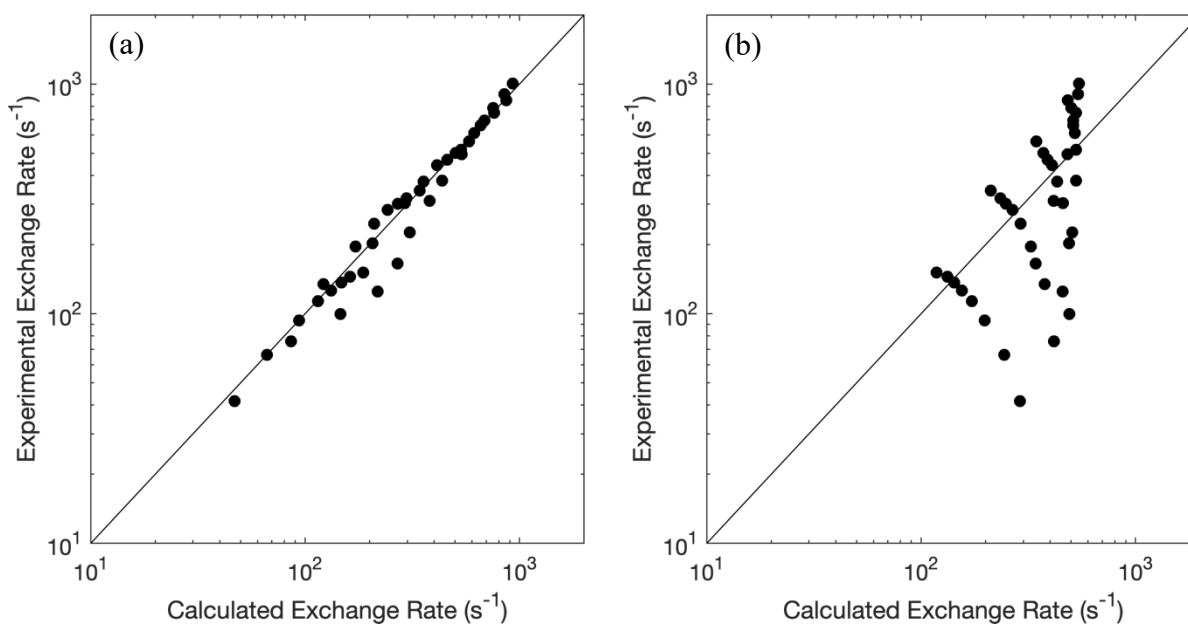 (a)
Experimental Exchange Rate (s⁻¹)
10³
10²
10¹
10¹ 10² 10³
Calculated Exchange Rate (s⁻¹)
(b)
Experimental Exchange Rate (s⁻¹)
10³
10²
10¹
10¹ 10² 10³
Calculated Exchange Rate (s⁻¹)